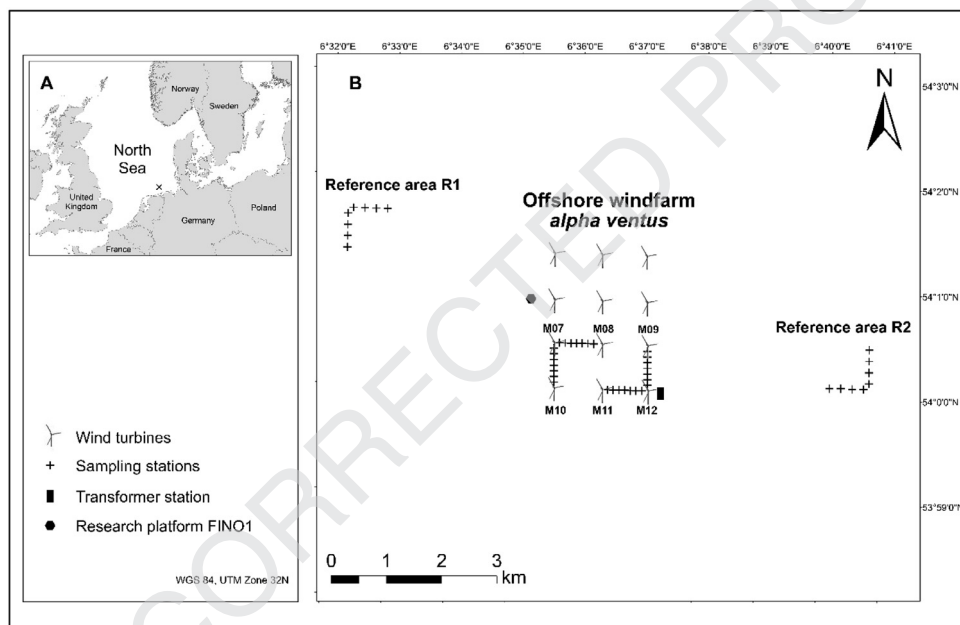 A
Norway
Sweden
North
Sea
United
Kingdom
Germany
Poland
France
Wind turbines
Sampling stations
Transformer station
Research platform FINO1
WGS 84, UTM Zone 32N
6°32'0"E 6°33'0"E 6°34'0"E 6°35'0"E 6°36'0"E 6°37'0"E 6°38'0"E 6°39'0"E 6°40'0"E 6°41'0"E
B
N
54°3'0"N
54°2'0"N
54°1'0"N
54°0'0"N
53°59'0"N
Reference area R1
Offshore windfarm
alpha ventus
M07 M08 M09
M10 M11 M12
Reference area R2
0 1 2 3
km
CORRECTED PRO